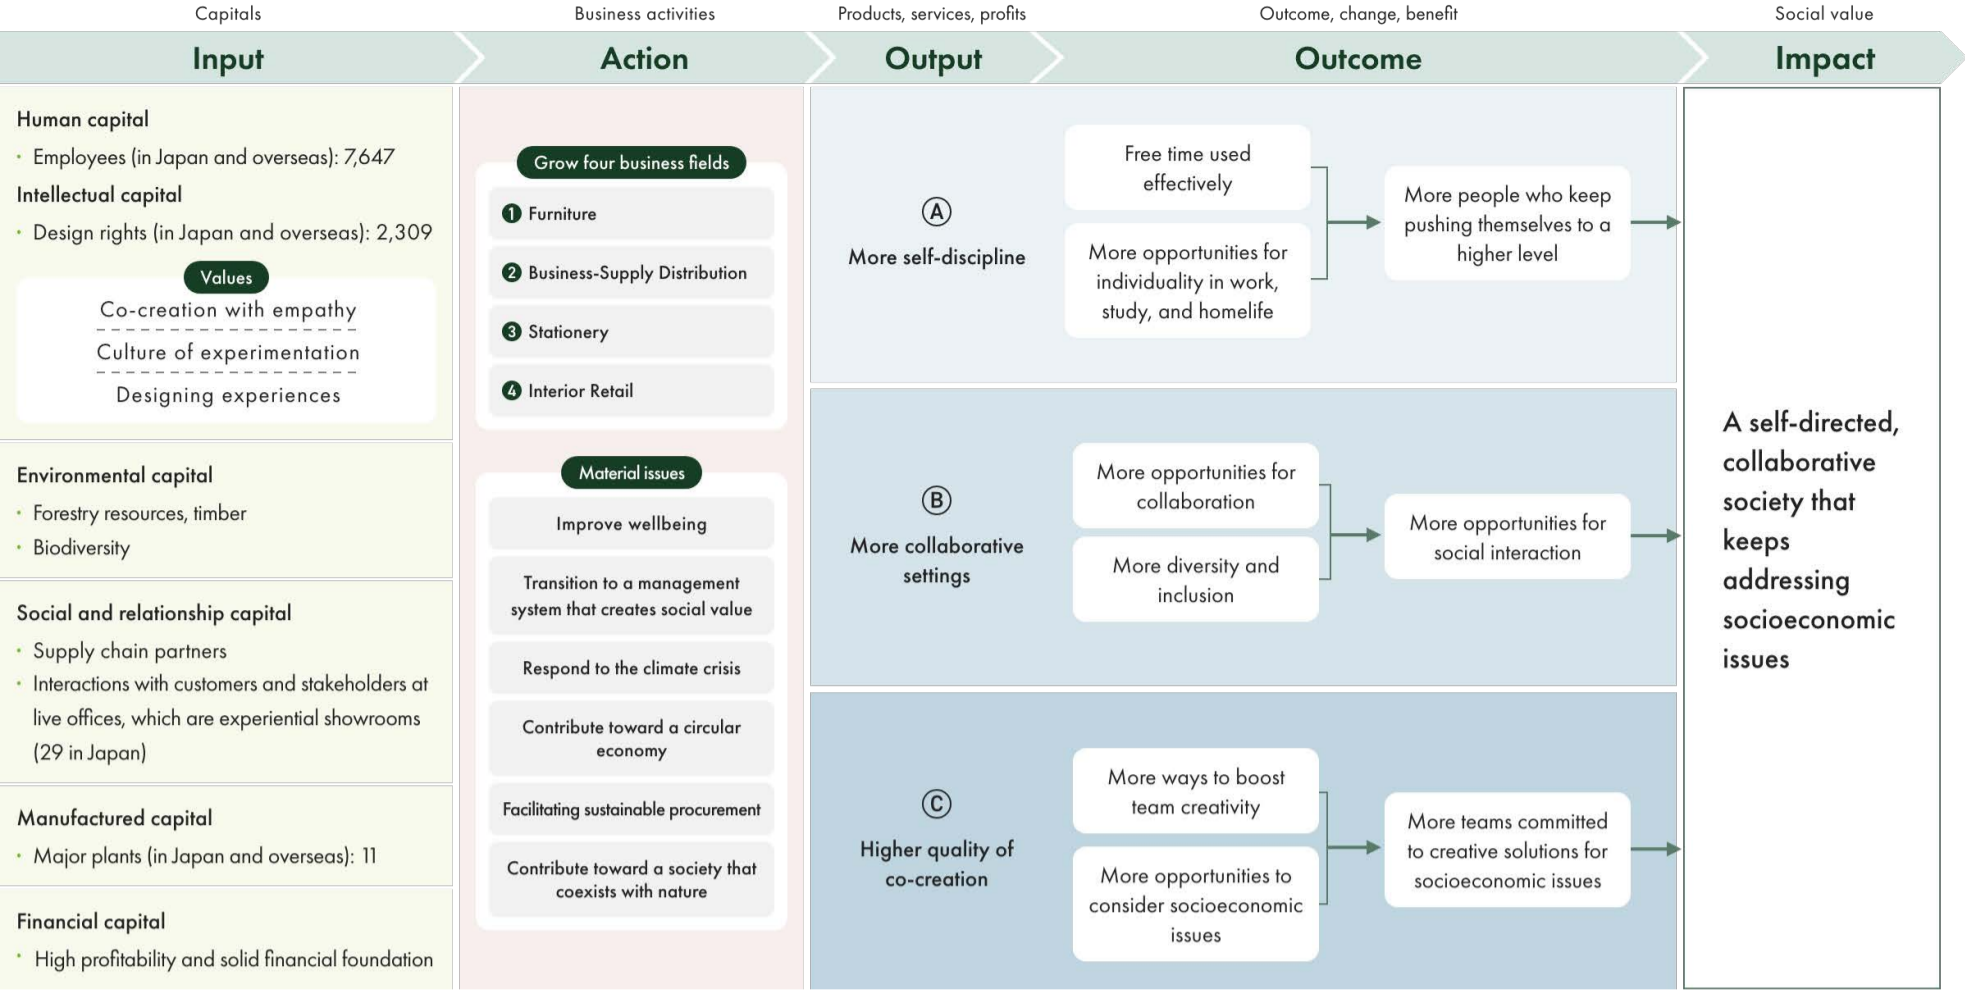 Capitals
Business activities
Products, services, profits
Outcome, change, benefit
Social value
Input
Action
Output
Outcome
Impact
Human capital
• Employees (in Japan and overseas): 7,647
Intellectual capital
• Design rights (in Japan and overseas): 2,309
Values
Co-creation with empathy
Culture of experimentation
Designing experiences
Environmental capital
• Forestry resources, timber
• Biodiversity
Social and relationship capital
• Supply chain partners
• Interactions with customers and stakeholders at
live offices, which are experiential showrooms
(29 in Japan)
Manufactured capital
• Major plants (in Japan and overseas): 11
Financial capital
• High profitability and solid financial foundation
Grow four business fields
1 Furniture
2 Business-Supply Distribution
3 Stationery
4 Interior Retail
Material issues
Improve wellbeing
Transition to a management
system that creates social value
Respond to the climate crisis
Contribute toward a circular
economy
Facilitating sustainable procurement
Contribute toward a society that
coexists with nature
Ⓐ
More self-discipline
Free time used
effectively
More opportunities for
individuality in work,
study, and homelife
More people who keep
pushing themselves to a
higher level
Ⓑ
More collaborative
settings
More opportunities for
collaboration
More diversity and
inclusion
More opportunities for
social interaction
Ⓒ
Higher quality of
co-creation
More ways to boost
team creativity
More opportunities to
consider socioeconomic
issues
More teams committed
to creative solutions for
socioeconomic issues
A self-directed,
collaborative
society that
keeps
addressing
socioeconomic
issues